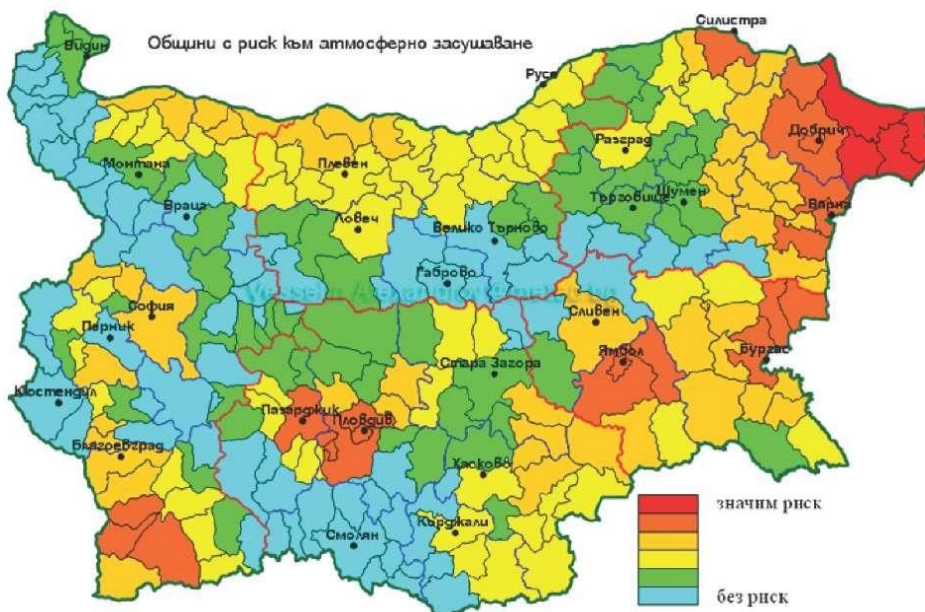 Силистра
Видин
Общини с риск към атмосферно засушаване
Русе
Добрич
Разград
Монтана
Плевен
Шумен
Търговище
Враца
Варна
Ловеч
Велико Търново
Габрово
София
Сливен
Перник
Ямбол
Бургас
Стара Загора
Кюстендил
Пазарджик
Пловдив
Благоевград
Хасково
значим риск
Кърджали
Смолян
без риск